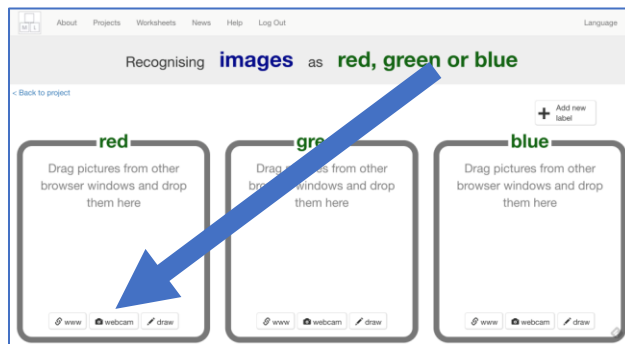 About Projects Worksheets News Help Log Out Language
Recognising images as red, green or blue
< Back to project
Add new
label
red
Drag pictures from other
browser windows and drop
them here
www webcam draw
Drag pictures from other
windows and drop
them here
www webcam draw
blue
Drag pictures from other
browser windows and drop
them here
www webcam draw